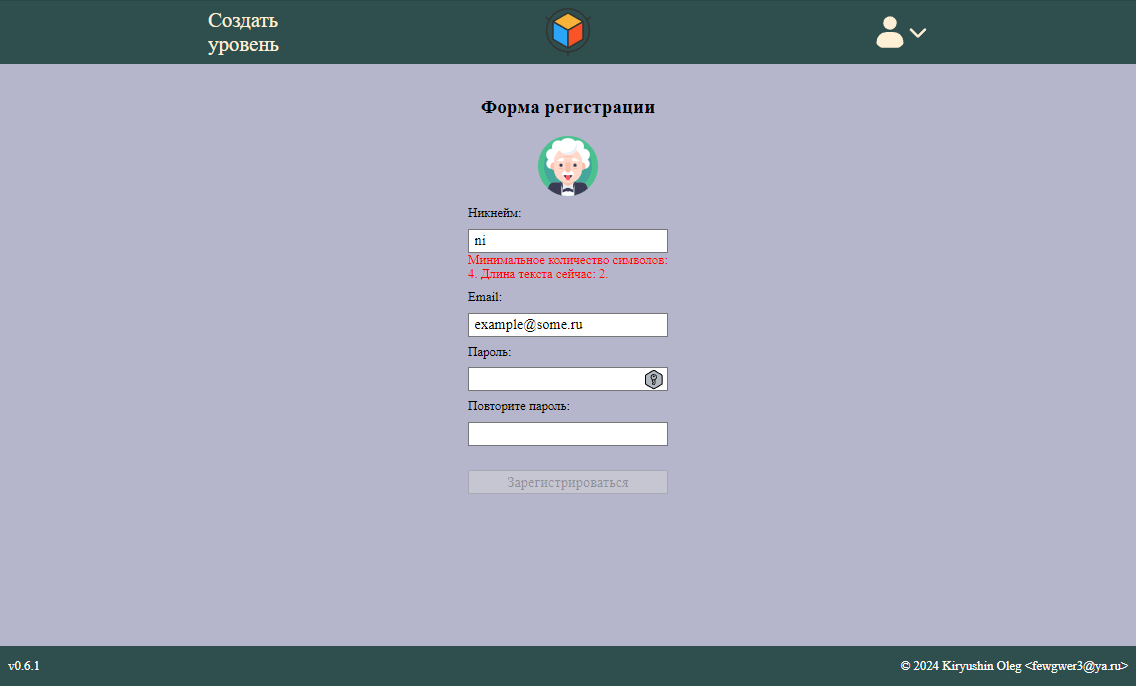 Создать
уровень
Форма регистрации
Никнейм:
ni
Минимальное количество символов:
4. Длина текста сейчас: 2.
Email:
example@some.ru
Пароль:
Повторите пароль:
Зарегистрироваться
v0.6.1
© 2024 Kiryushin Oleg <fewgwer3@ya.ru>